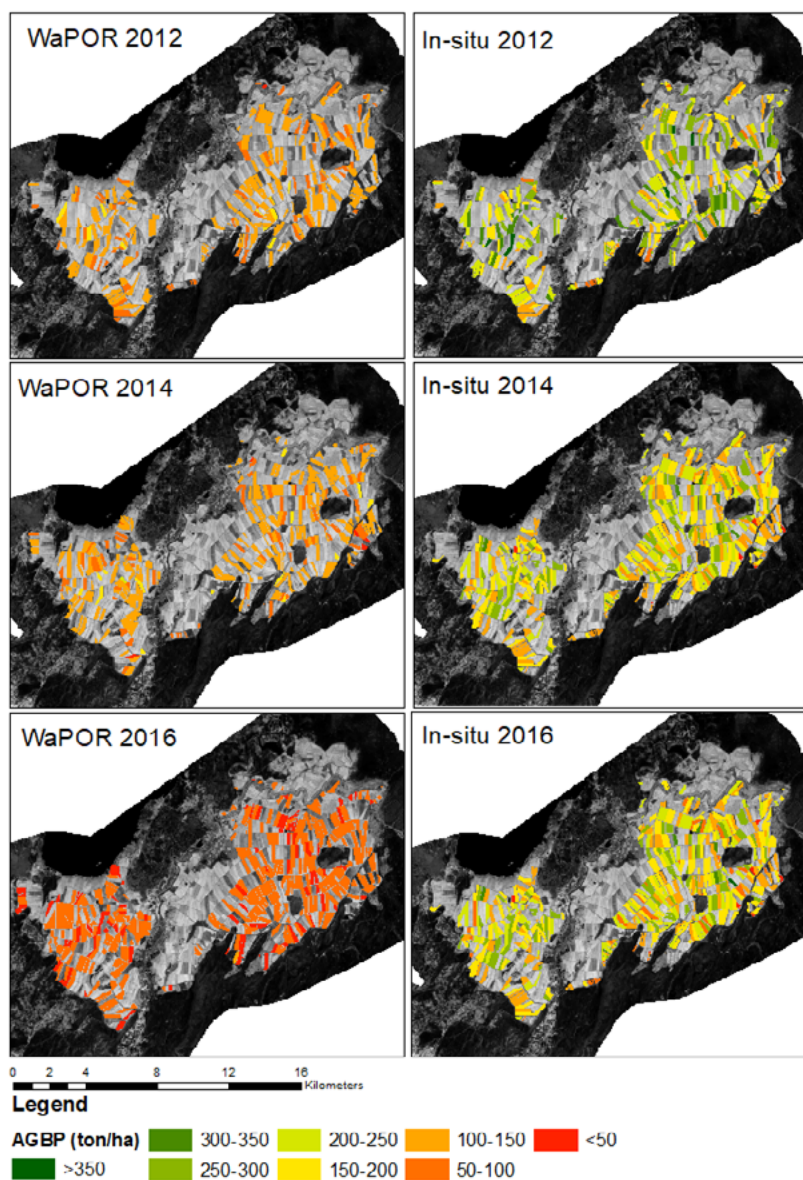 WaPOR 2012
In-situ 2012
WaPOR 2014
In-situ 2014
WaPOR 2016
In-situ 2016
0 2 4 8 12 16
Kilometers
Legend
AGBP (ton/ha) 300-350 200-250 100-150 <50
>350 250-300 150-200 50-100